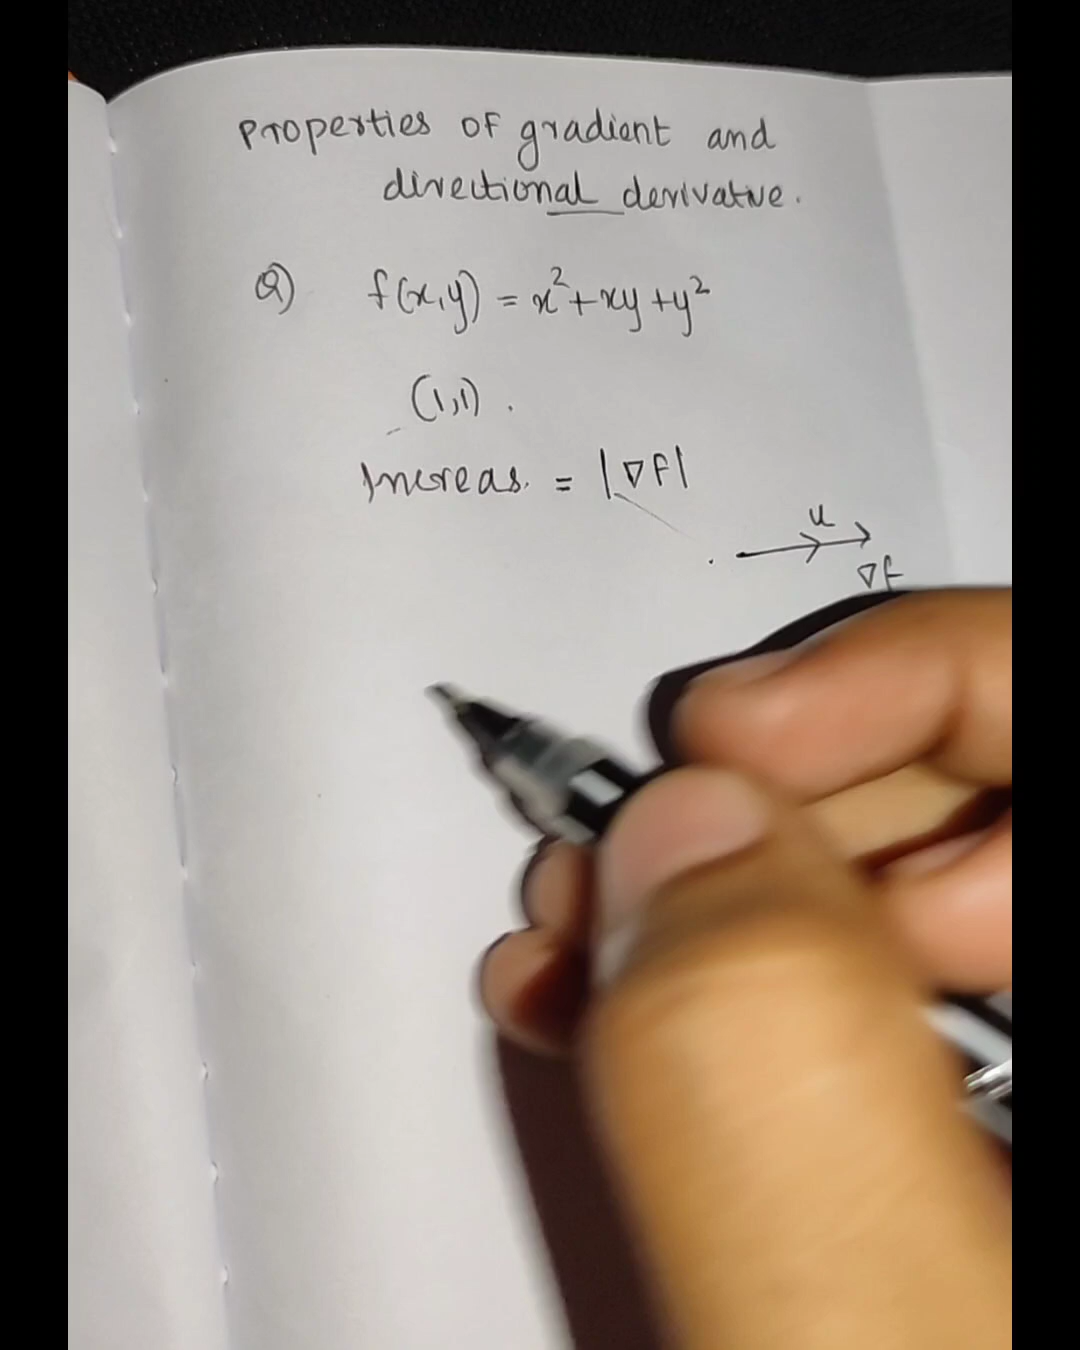 Properties of gradient and
directional derivative.
Q) f(x,y) = x²+xy+y²
(1,1).
Increas. = |∇f|
u
∇f